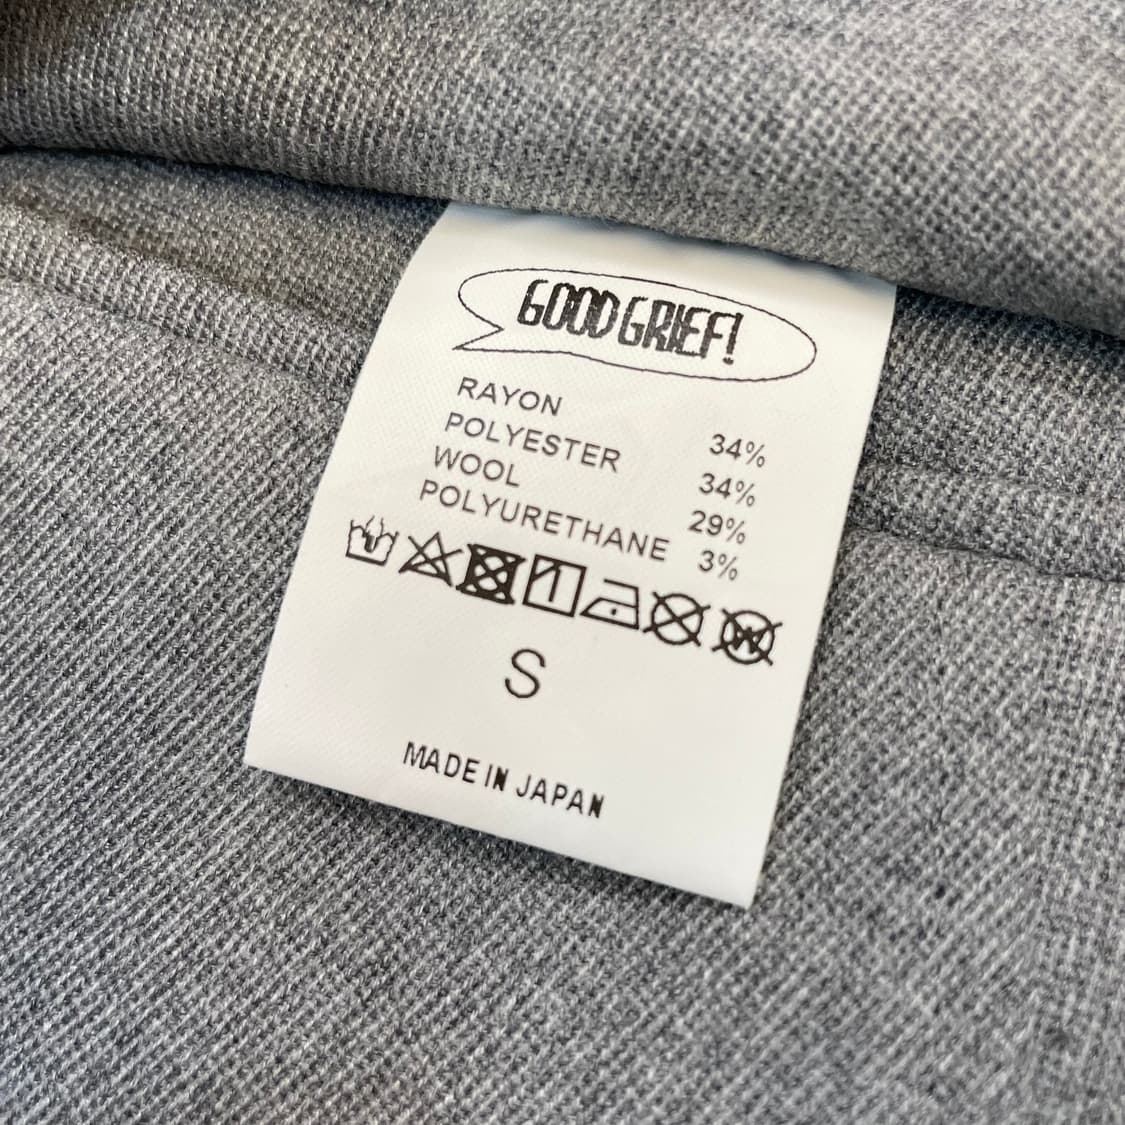 GOOD GRIEF!
RAYON 34%
POLYESTER 34%
WOOL 29%
POLYURETHANE 3%
W
S
MADE IN JAPAN